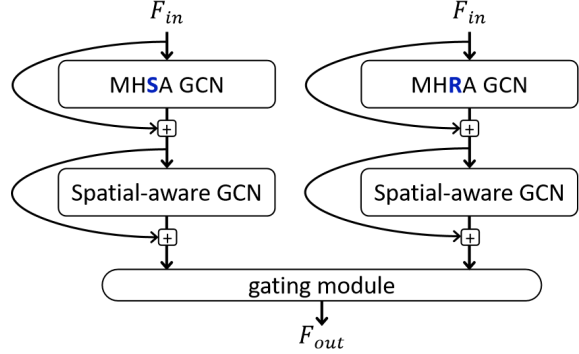 F_in F_in
MHSA GCN MHRA GCN
+ +
Spatial-aware GCN Spatial-aware GCN
+ +
gating module
F_out